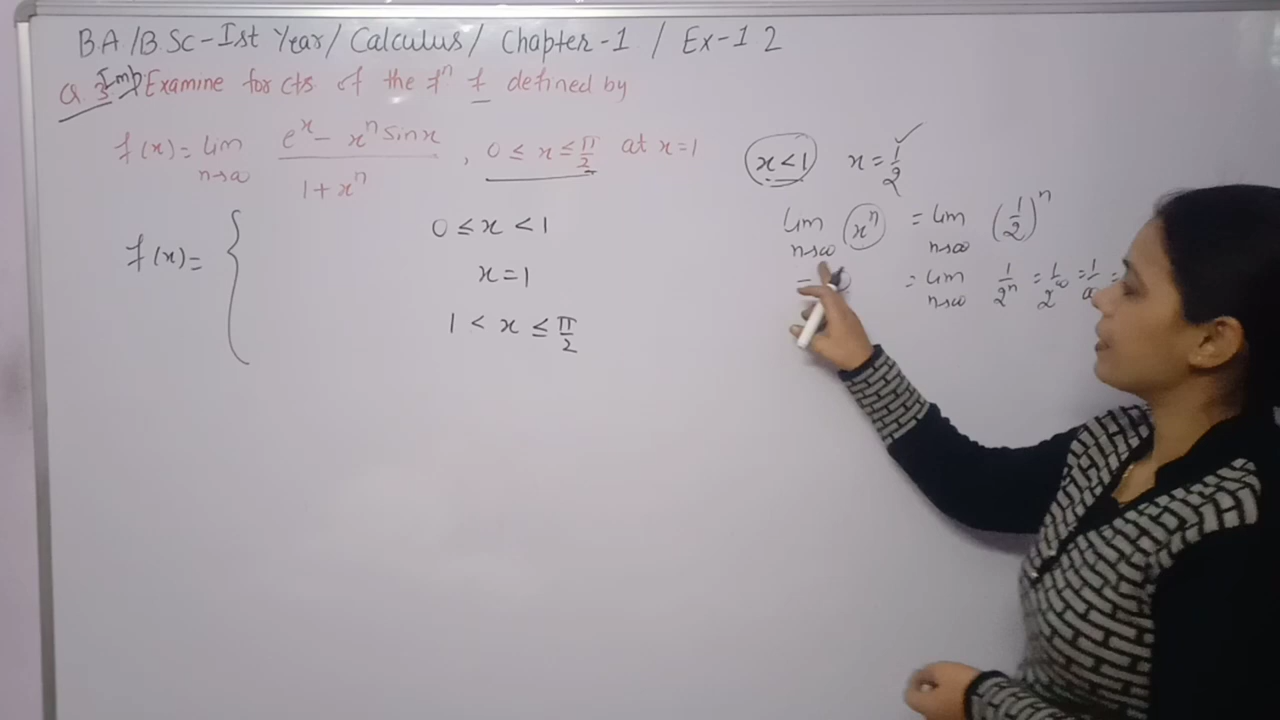 B.A/B.Sc-Ist Year/ Calculus/ Chapter-1 / Ex-1.2
Q.3 Imp Examine for cts. of the fⁿ f defined by
f(x)= lim n→∞ (e^x - x^n sinx)/(1+x^n) , 0 ≤ x ≤ π/2 at x=1
f(x)= {
0 ≤ x < 1
x=1
1 < x ≤ π/2
x<1 x = 1/2 ✓
lim n→∞ x^n = lim n→∞ (1/2)^n
= lim n→∞ 1/2^n = 1/2^∞ = 1/∞ =